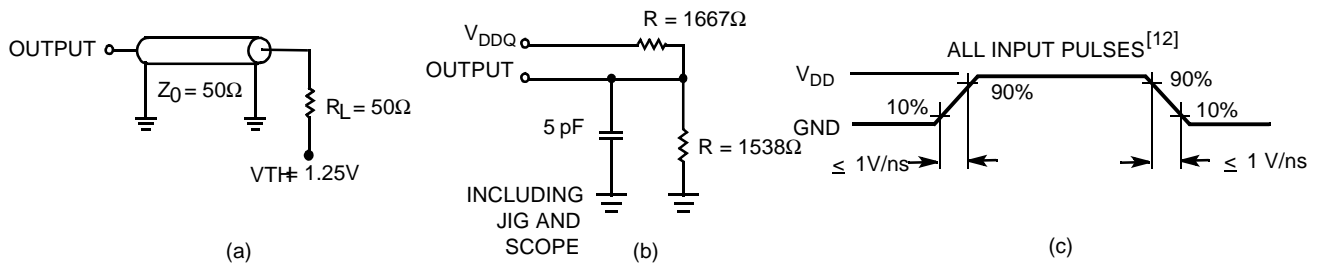 OUTPUT
Z0 = 50Ω
RL = 50Ω
VTH= 1.25V
(a)
R = 1667Ω
VDDQ
OUTPUT
5 pF
R = 1538Ω
INCLUDING
JIG AND
SCOPE
(b)
ALL INPUT PULSES[12]
VDD
90%
90%
10%
10%
GND
≤ 1V/ns
≤ 1 V/ns
(c)